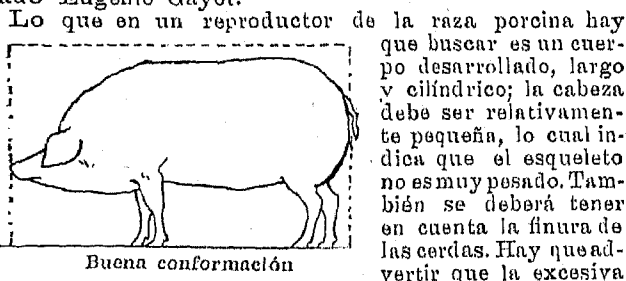 Eugenio Gayot.
Lo que en un reproductor de la raza porcina hay
que buscar es un cuer-
po desarrollado, largo
y cilíndrico; la cabeza
debe ser relativamen-
te pequeña, lo cual in-
dica que el esqueleto
no es muy pesado. Tam-
bién se deberá tener
en cuenta la finura de
las cerdas. Hay que ad-
vertir que la excesiva
Buena conformación